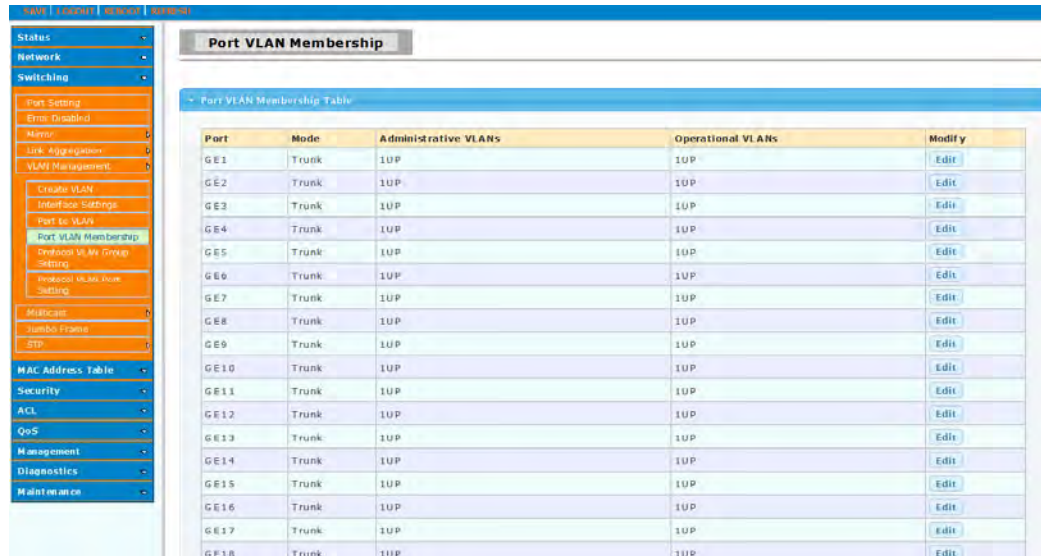 SAVE | LOGOUT | REBOOT | REFRESH
Status
Network
Switching
Port Setting
Error Disabled
Mirror
Link Aggregation
VLAN Management
Create VLAN
Interface Settings
Port to VLAN
Port VLAN Membership
Protocol VLAN Group
Setting
Protocol VLAN Port
Setting
Multicast
Jumbo Frame
STP
MAC Address Table
Security
ACL
QoS
Management
Diagnostics
Maintenance
Port VLAN Membership
Port VLAN Membership Table
Port Mode Administrative VLANs Operational VLANs Modify
GE1 Trunk 1UP 1UP Edit
GE2 Trunk 1UP 1UP Edit
GE3 Trunk 1UP 1UP Edit
GE4 Trunk 1UP 1UP Edit
GE5 Trunk 1UP 1UP Edit
GE6 Trunk 1UP 1UP Edit
GE7 Trunk 1UP 1UP Edit
GE8 Trunk 1UP 1UP Edit
GE9 Trunk 1UP 1UP Edit
GE10 Trunk 1UP 1UP Edit
GE11 Trunk 1UP 1UP Edit
GE12 Trunk 1UP 1UP Edit
GE13 Trunk 1UP 1UP Edit
GE14 Trunk 1UP 1UP Edit
GE15 Trunk 1UP 1UP Edit
GE16 Trunk 1UP 1UP Edit
GE17 Trunk 1UP 1UP Edit
GE18 Trunk 1UP 1UP Edit